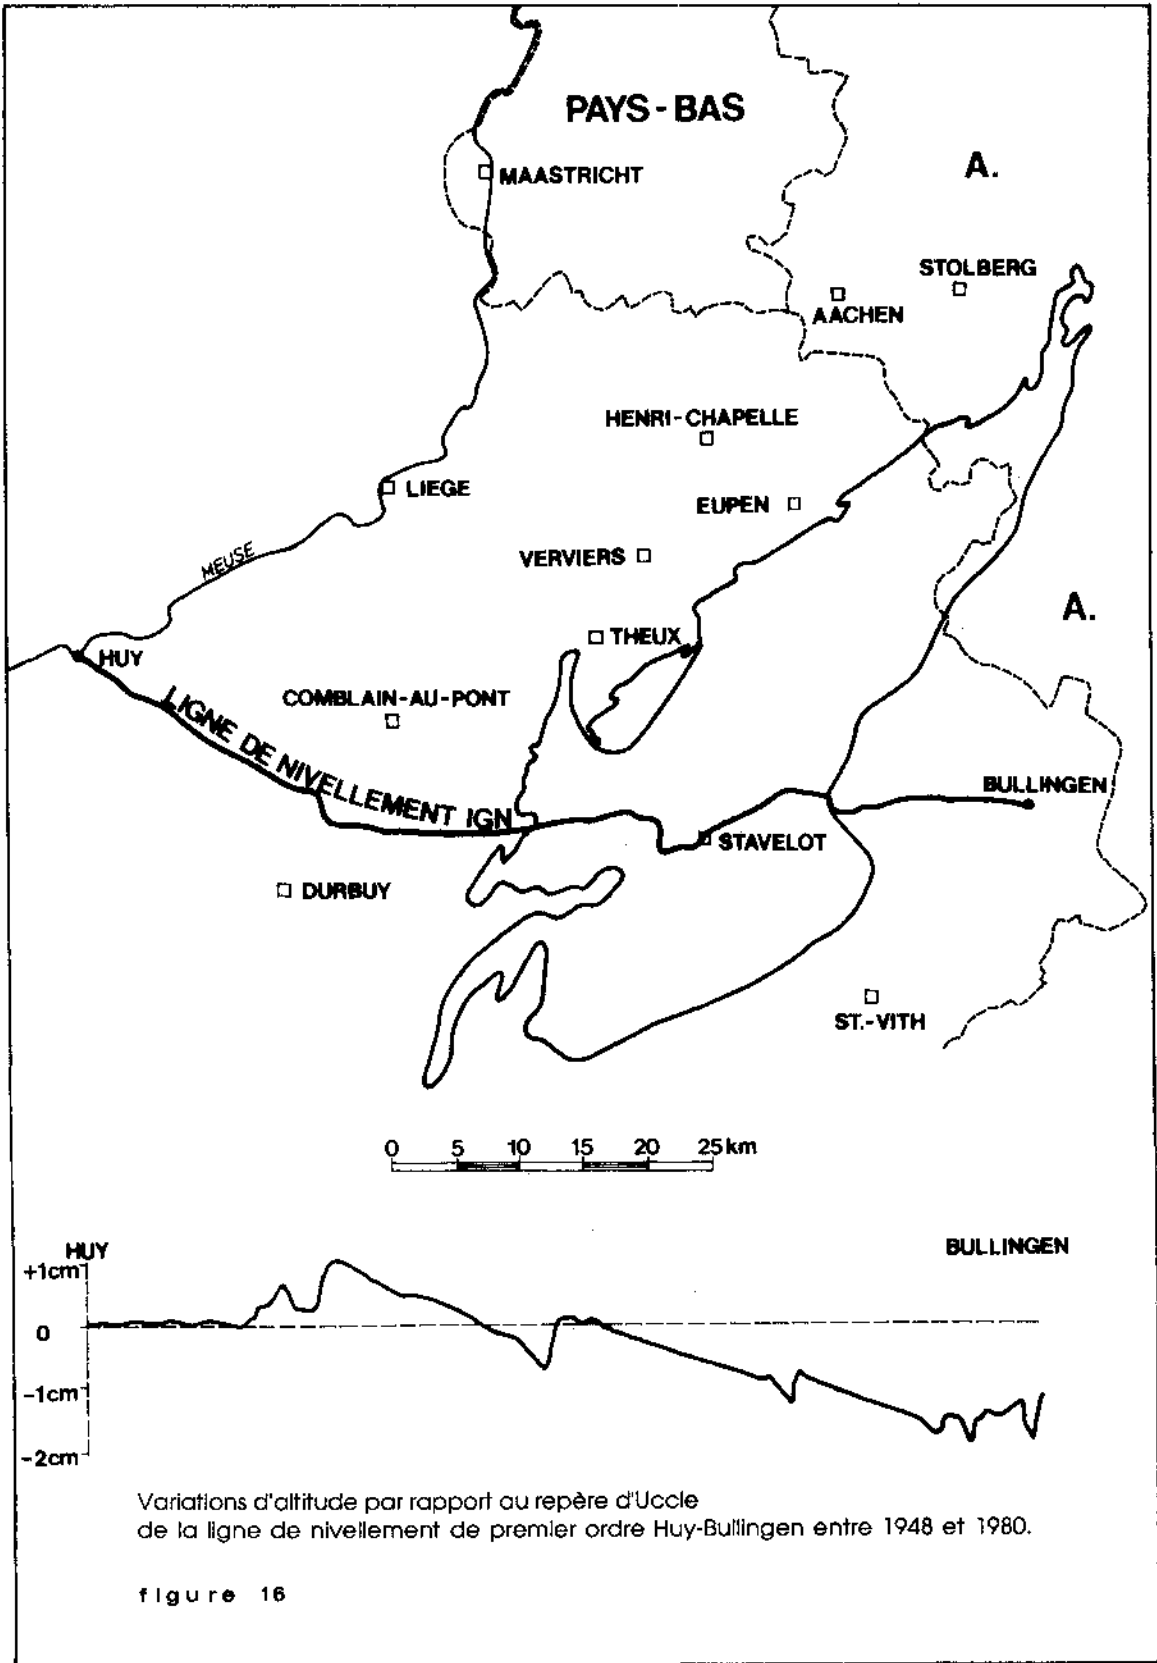 PAYS-BAS
MAASTRICHT
A.
STOLBERG
AACHEN
HENRI-CHAPELLE
LIEGE
EUPEN
MEUSE
VERVIERS
THEUX
A.
HUY
COMBLAIN-AU-PONT
LIGNE DE NIVELLEMENT IGN
BULLINGEN
STAVELOT
DURBUY
ST.-VITH
0 5 10 15 20 25 km
HUY
BULLINGEN
+1cm
0
-1cm
-2cm
Variations d'altitude par rapport au repère d'Uccle
de la ligne de nivellement de premier ordre Huy-Bullingen entre 1948 et 1980.
figure 16